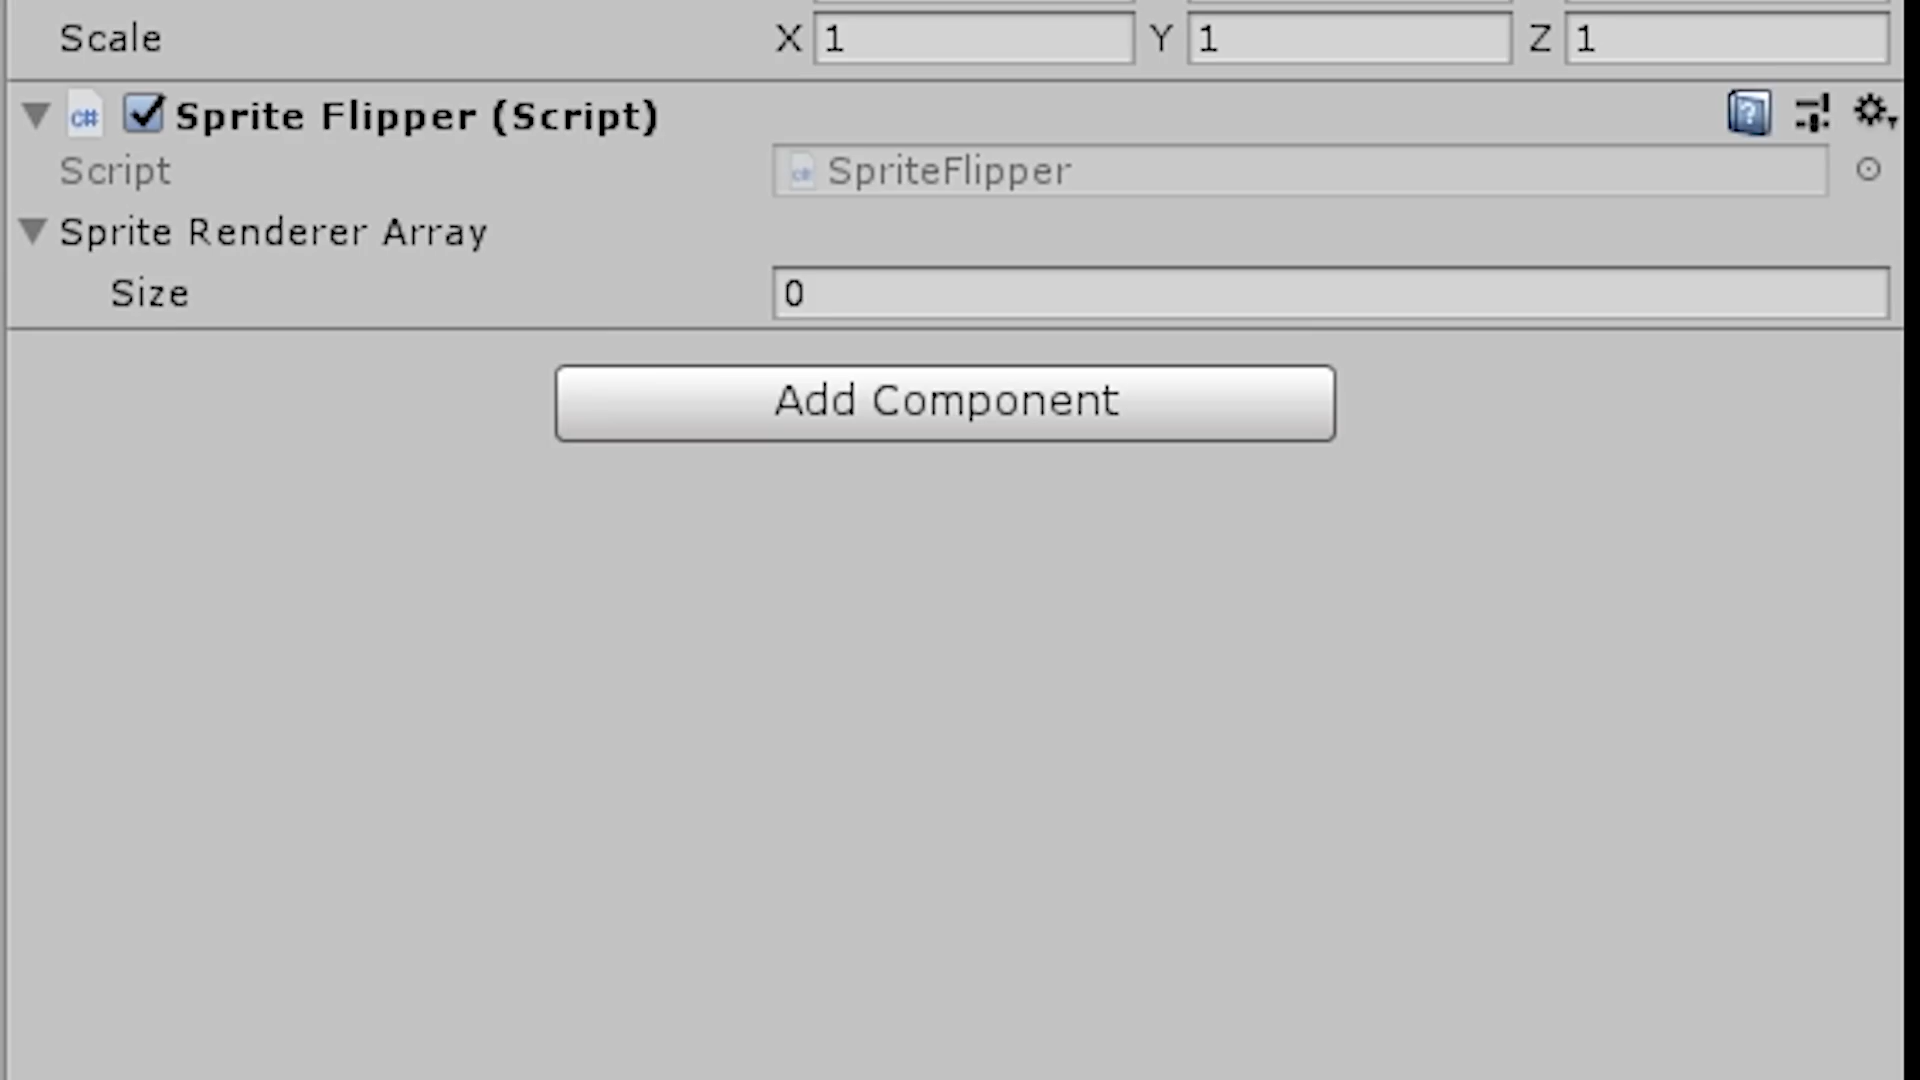 Scale X 1 Y 1 Z 1
C# Sprite Flipper (Script)
Script C# SpriteFlipper
Sprite Renderer Array
Size 0
Add Component